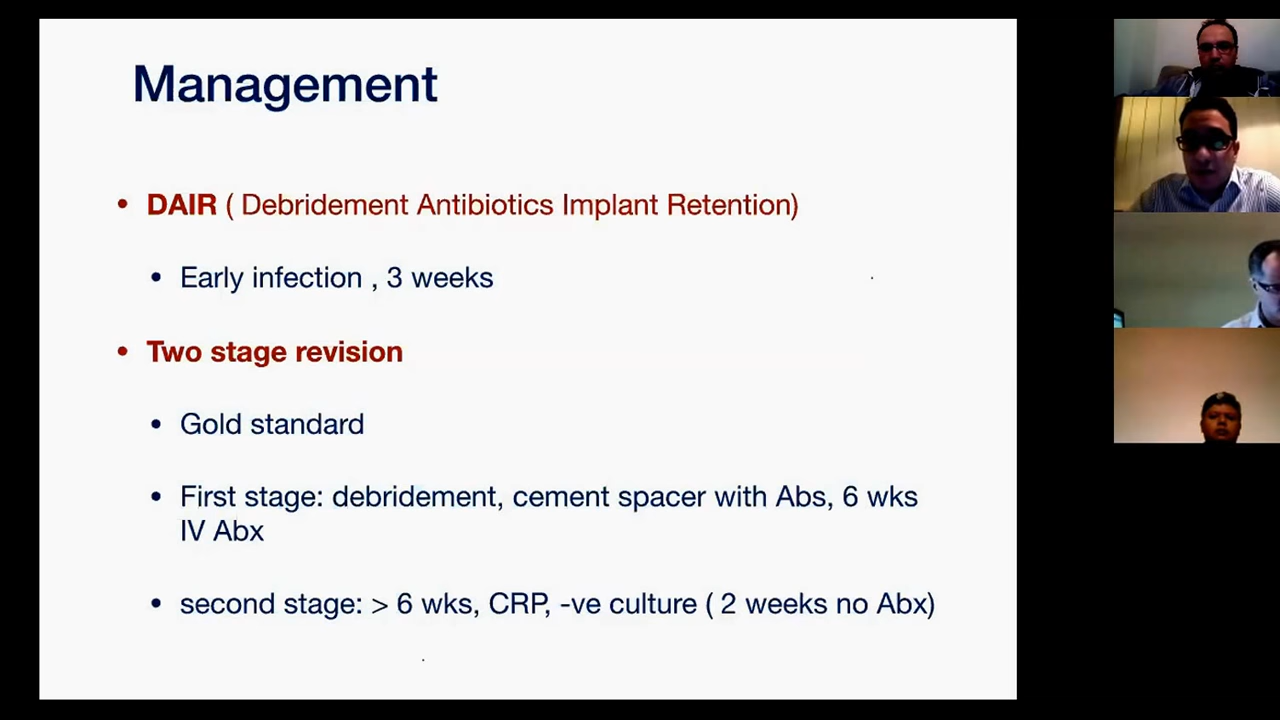 Management
• DAIR ( Debridement Antibiotics Implant Retention)
• Early infection , 3 weeks
• Two stage revision
• Gold standard
• First stage: debridement, cement spacer with Abs, 6 wks
IV Abx
• second stage: > 6 wks, CRP, -ve culture ( 2 weeks no Abx)